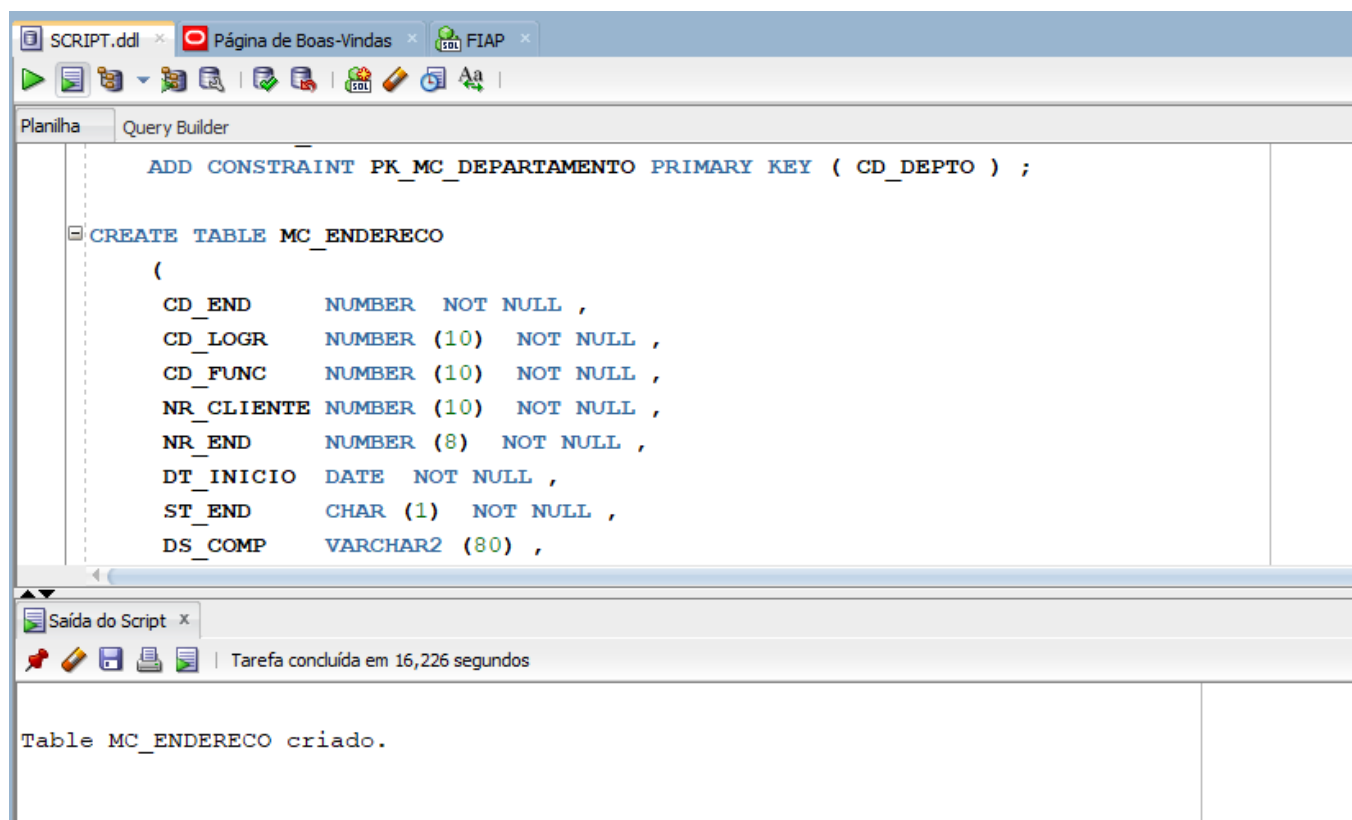 SCRIPT.ddl Página de Boas-Vindas FIAP
Planilha Query Builder
ADD CONSTRAINT PK_MC_DEPARTAMENTO PRIMARY KEY ( CD_DEPTO ) ;
CREATE TABLE MC_ENDERECO
(
CD_END NUMBER NOT NULL ,
CD_LOGR NUMBER (10) NOT NULL ,
CD_FUNC NUMBER (10) NOT NULL ,
NR_CLIENTE NUMBER (10) NOT NULL ,
NR_END NUMBER (8) NOT NULL ,
DT_INICIO DATE NOT NULL ,
ST_END CHAR (1) NOT NULL ,
DS_COMP VARCHAR2 (80) ,
Saída do Script
Tarefa concluída em 16,226 segundos
Table MC_ENDERECO criado.